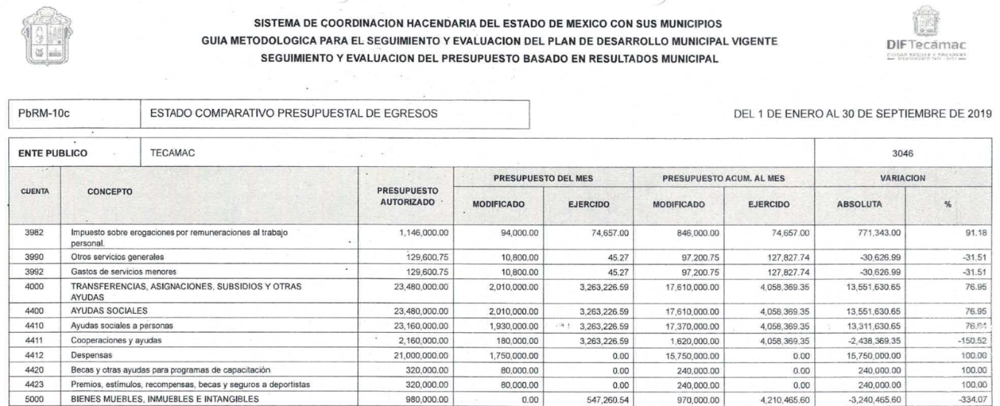 SISTEMA DE COORDINACION HACENDARIA DEL ESTADO DE MEXICO CON SUS MUNICIPIOS
GUIA METODOLOGICA PARA EL SEGUIMIENTO Y EVALUACION DEL PLAN DE DESARROLLO MUNICIPAL VIGENTE
SEGUIMIENTO Y EVALUACION DEL PRESUPUESTO BASADO EN RESULTADOS MUNICIPAL
DIF Tecámac
PbRM-10c ESTADO COMPARATIVO PRESUPUESTAL DE EGRESOS DEL 1 DE ENERO AL 30 DE SEPTIEMBRE DE 2019
ENTE PUBLICO TECAMAC 3046
CUENTA CONCEPTO PRESUPUESTO AUTORIZADO PRESUPUESTO DEL MES PRESUPUESTO ACUM. AL MES VARIACION
MODIFICADO EJERCIDO MODIFICADO EJERCIDO ABSOLUTA %
3982 Impuesto sobre erogaciones por remuneraciones al trabajo 1,146,000.00 94,000.00 74,657.00 846,000.00 74,657.00 771,343.00 91.18
personal.
3990 Otros servicios generales 129,600.75 10,800.00 45.27 97,200.75 127,827.74 -30,626.99 -31.51
3992 Gastos de servicios menores 129,600.75 10,800.00 45.27 97,200.75 127,827.74 -30,626.99 -31.51
4000 TRANSFERENCIAS, ASIGNACIONES, SUBSIDIOS Y OTRAS 23,480,000.00 2,010,000.00 3,263,226.59 17,610,000.00 4,058,369.35 13,551,630.65 76.95
AYUDAS
4400 AYUDAS SOCIALES 23,480,000.00 2,010,000.00 3,263,226.59 17,610,000.00 4,058,369.35 13,551,630.65 76.95
4410 Ayudas sociales a personas 23,160,000.00 1,930,000.00 3,263,226.59 17,370,000.00 4,058,369.35 13,311,630.65
4411 Cooperaciones y ayudas 2,160,000.00 180,000.00 3,263,226.59 1,620,000.00 4,058,369.35 -2,438,369.35 -150.52
4412 Despensas 21,000,000.00 1,750,000.00 0.00 15,750,000.00 0.00 15,750,000.00 100.00
4420 Becas y otras ayudas para programas de capacitación 320,000.00 80,000.00 0.00 240,000.00 0.00 240,000.00 100.00
4423 Premios, estímulos, recompensas, becas y seguros a deportistas 320,000.00 80,000.00 0.00 240,000.00 0.00 240,000.00 100.00
5000 BIENES MUEBLES, INMUEBLES E INTANGIBLES 980,000.00 0.00 547,260.54 970,000.00 4,210,465.60 -3,240,465.60 -334.07